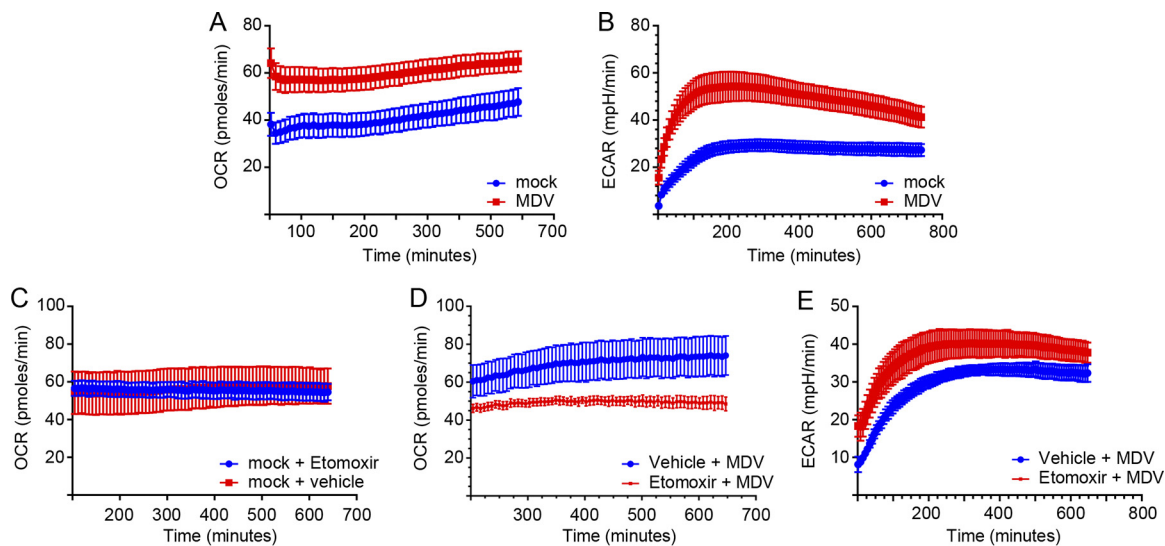 A
OCR (pmoles/min)
80
60
40
20
100 200 300 400 500 600 700
Time (minutes)
mock
MDV
B
ECAR (mpH/min)
80
60
40
20
0
200 400 600 800
Time (minutes)
mock
MDV
C
OCR (pmoles/min)
100
80
60
40
20
200 300 400 500 600 700
Time (minutes)
mock + Etomoxir
mock + vehicle
D
OCR (pmoles/min)
100
80
60
40
20
0
300 400 500 600 700
Time (minutes)
Vehicle + MDV
Etomoxir + MDV
E
ECAR (mpH/min)
50
40
30
20
10
200 400 600 800
Time (minutes)
Vehicle + MDV
Etomoxir + MDV